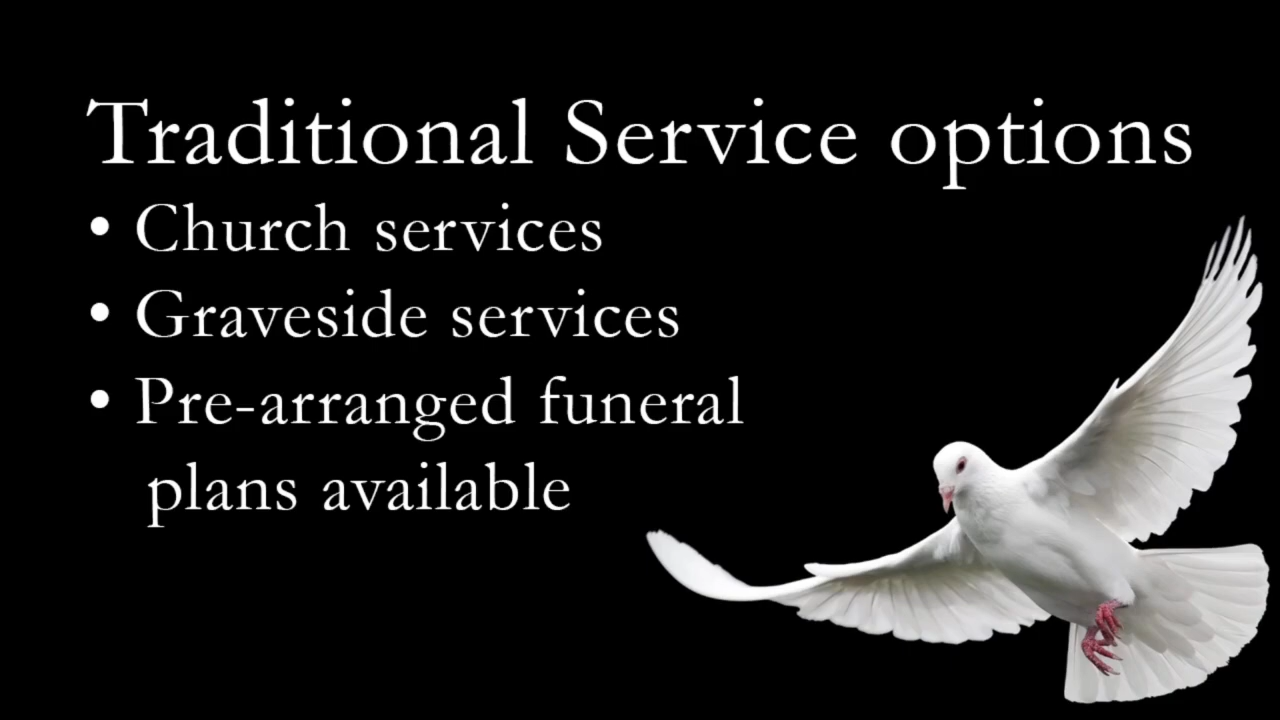 Traditional Service options
• Church services
• Graveside services
• Pre-arranged funeral
plans available